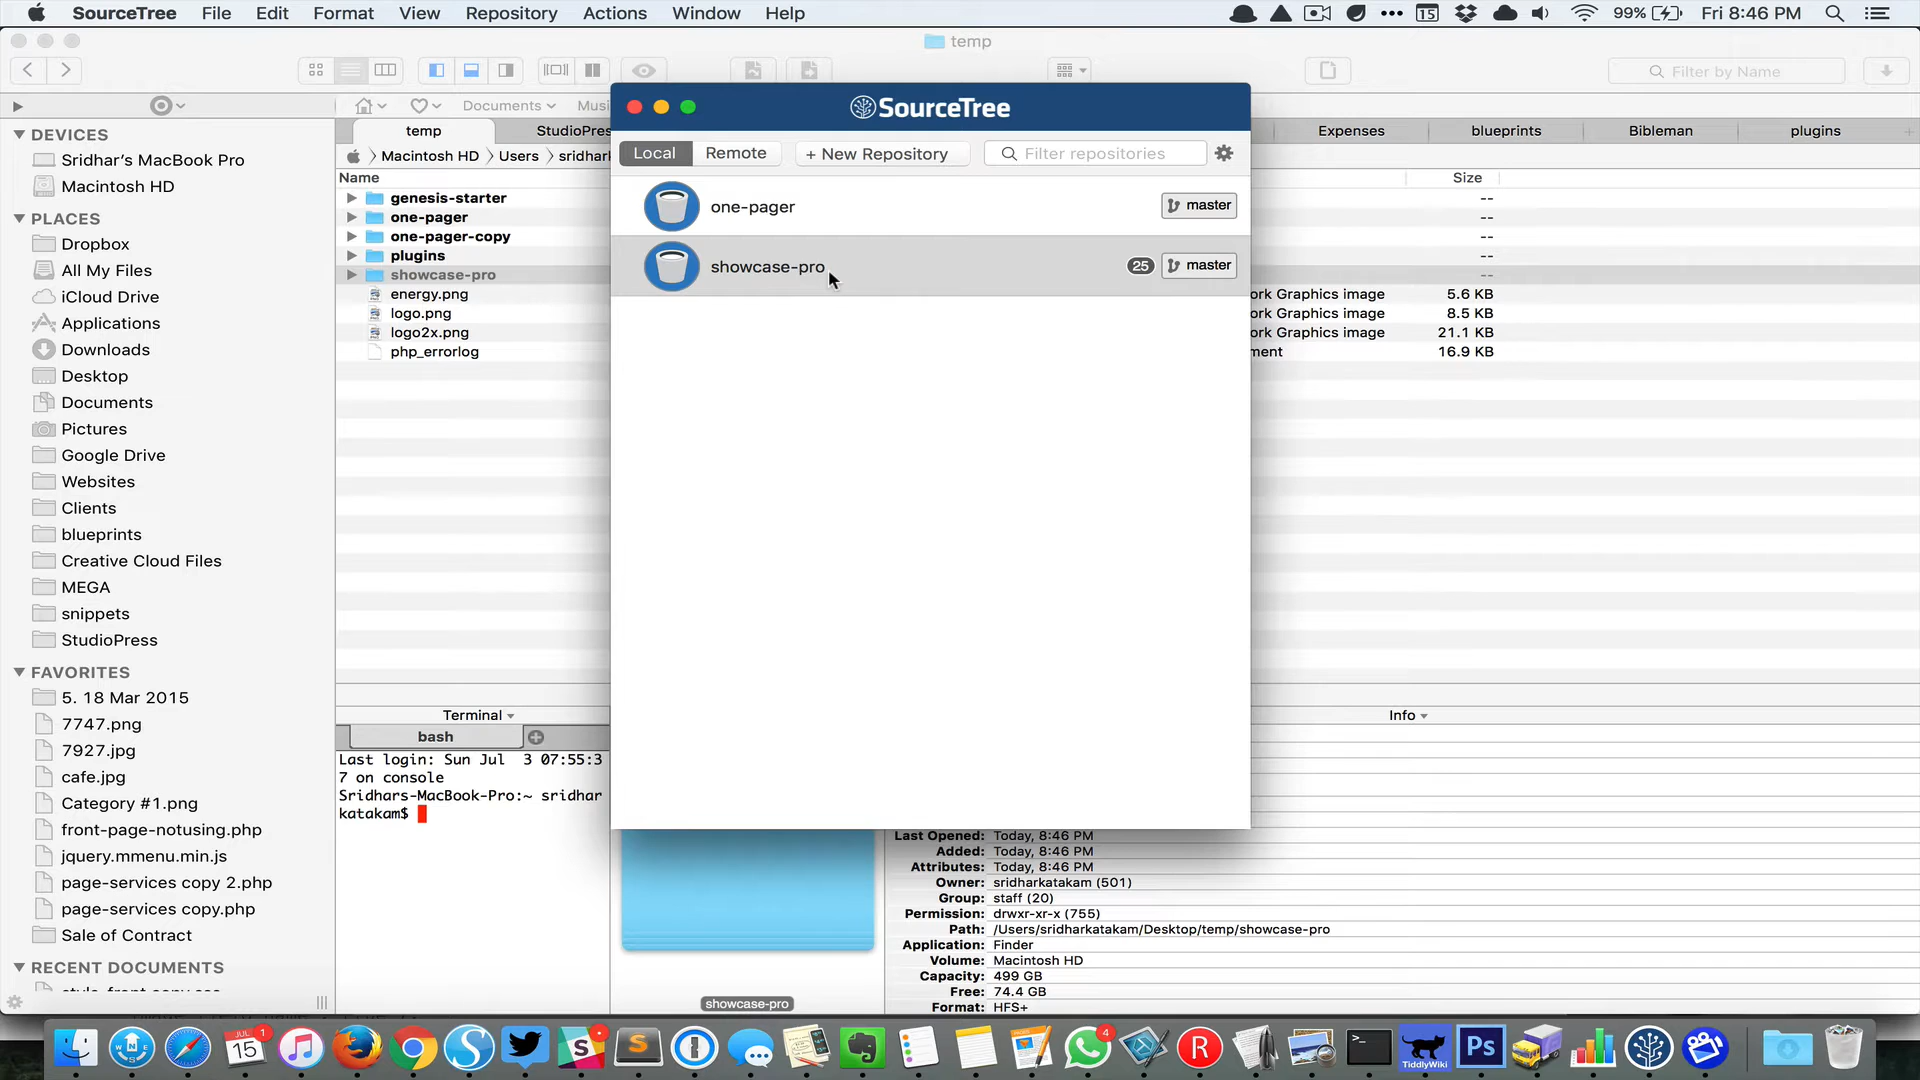 SourceTree File Edit Format View Repository Actions Window Help 15 99% Fri 8:46 PM
temp
Filter by Name
Documents Musi
DEVICES
Sridhar's MacBook Pro
Macintosh HD
PLACES
Dropbox
All My Files
iCloud Drive
Applications
Downloads
Desktop
Documents
Pictures
Google Drive
Websites
Clients
blueprints
Creative Cloud Files
MEGA
snippets
StudioPress
FAVORITES
5. 18 Mar 2015
7747.png
7927.jpg
cafe.jpg
Category #1.png
front-page-notusing.php
jquery.mmenu.min.js
page-services copy 2.php
page-services copy.php
Sale of Contract
RECENT DOCUMENTS
temp StudioPres Expenses blueprints Bibleman plugins
Macintosh HD Users sridhar
Name Size
genesis-starter --
one-pager --
one-pager-copy --
plugins --
showcase-pro --
energy.png ork Graphics image 5.6 KB
logo.png ork Graphics image 8.5 KB
logo2x.png ork Graphics image 21.1 KB
php_errorlog ment 16.9 KB
SourceTree
Local Remote + New Repository Filter repositories
one-pager master
showcase-pro 25 master
Terminal
bash
Last login: Sun Jul 3 07:55:3
7 on console
Sridhars-MacBook-Pro:~ sridhar
katakam$
showcase-pro
Info
Last Opened: Today, 8:46 PM
Added: Today, 8:46 PM
Attributes: Today, 8:46 PM
Owner: sridharkatakam (501)
Group: staff (20)
Permission: drwxr-xr-x (755)
Path: /Users/sridharkatakam/Desktop/temp/showcase-pro
Application: Finder
Volume: Macintosh HD
Capacity: 499 GB
Free: 74.4 GB
Format: HFS+
JUL 15 1 4 R >_ TiddlyWiki Ps